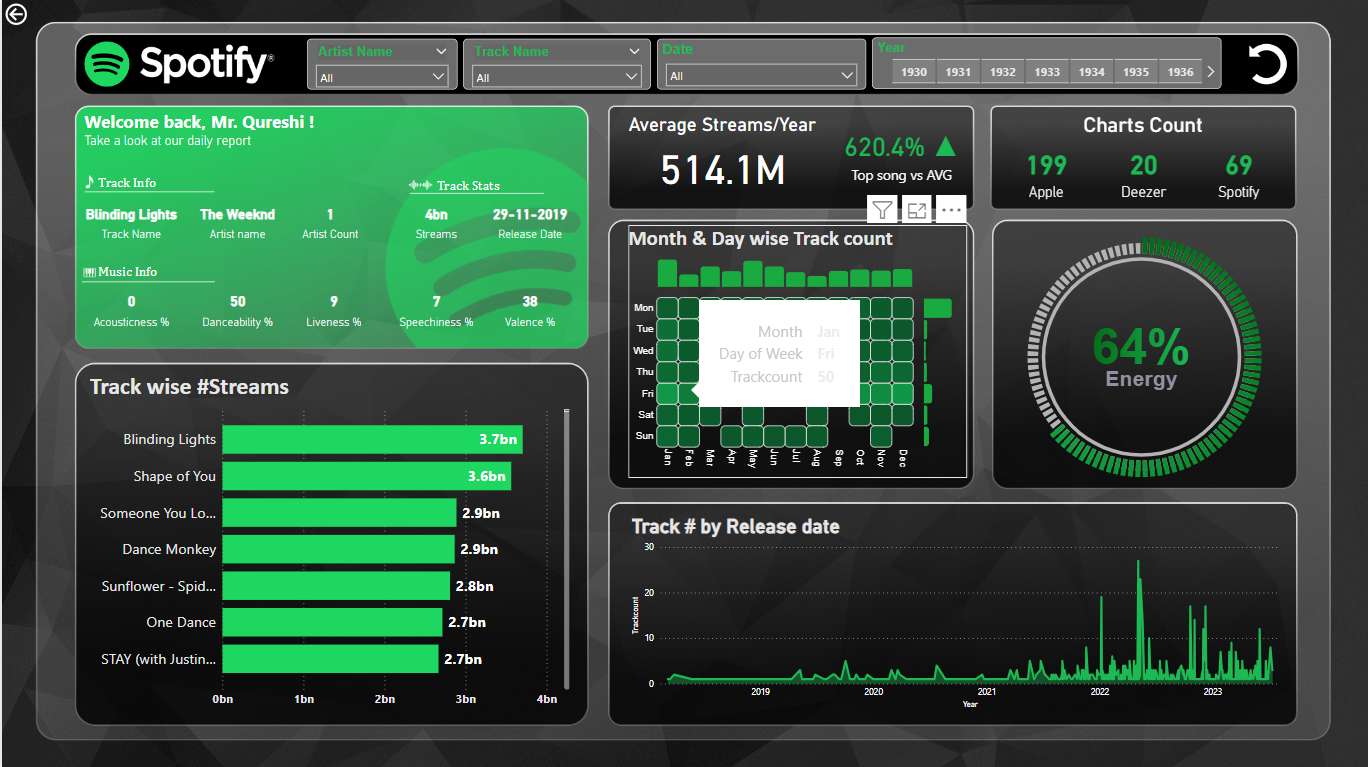 Spotify®
Artist Name
All
Track Name
All
Date
All
Year
1930 1931 1932 1933 1934 1935 1936
Welcome back, Mr. Qureshi !
Take a look at our daily report
Track Info
Track Stats
Blinding Lights The Weeknd 1 4bn 29-11-2019
Track Name Artist name Artist Count Streams Release Date
Music Info
0 50 9 7 38
Acousticness % Danceability % Liveness % Speechiness % Valence %
Average Streams/Year
514.1M
620.4%
Top song vs AVG
Charts Count
199 20 69
Apple Deezer Spotify
Track wise #Streams
Blinding Lights 3.7bn
Shape of You 3.6bn
Someone You Lo... 2.9bn
Dance Monkey 2.9bn
Sunflower - Spid... 2.8bn
One Dance 2.7bn
STAY (with Justin... 2.7bn
0bn 1bn 2bn 3bn 4bn
Month & Day wise Track count
Mon
Tue
Wed
Thu
Fri
Sat
Sun
Jan Feb Mar Apr May Jun Jul Aug Sep Oct Nov Dec
Month Jan
Day of Week Fri
Trackcount 50
64%
Energy
Track # by Release date
Trackcount
30
20
10
0
2019 2020 2021 2022 2023
Year